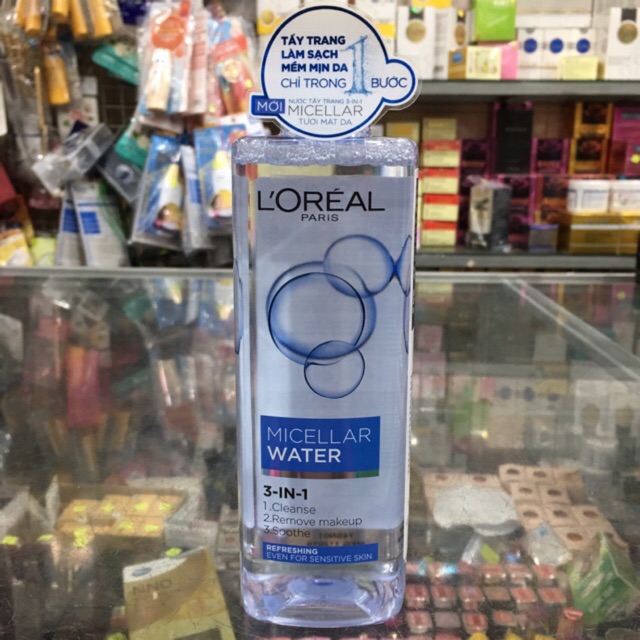 TẨY TRANG
LÀM SẠCH
MỀM MỊN DA
CHỈ TRONG 1 BƯỚC
MỚI
NƯỚC TẨY TRANG 3-IN-1
MICELLAR
TƯƠI MÁT DA
L'ORÉAL
PARIS
MICELLAR
WATER
3-IN-1
1.Cleanse
2.Remove makeup
3.Soothe
REFRESHING
EVEN FOR SENSITIVE SKIN